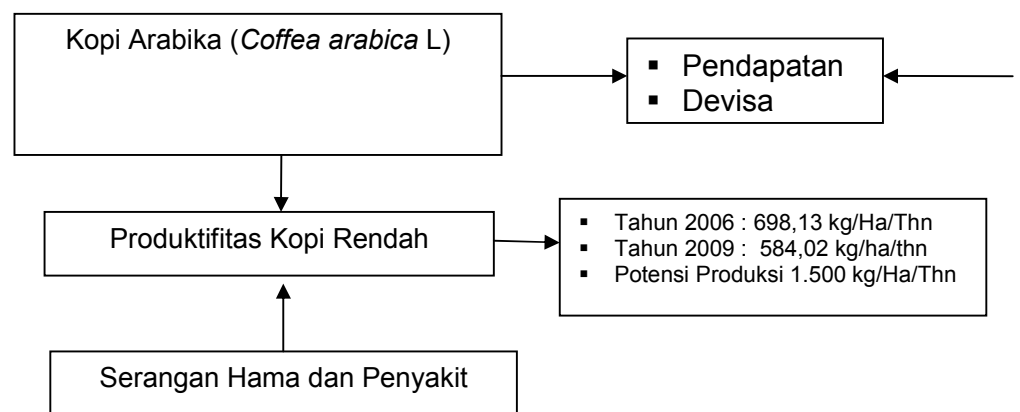 Kopi Arabika (Coffea arabica L)
▪ Pendapatan
▪ Devisa
Produktifitas Kopi Rendah
▪ Tahun 2006 : 698,13 kg/Ha/Thn
▪ Tahun 2009 : 584,02 kg/ha/thn
▪ Potensi Produksi 1.500 kg/Ha/Thn
Serangan Hama dan Penyakit